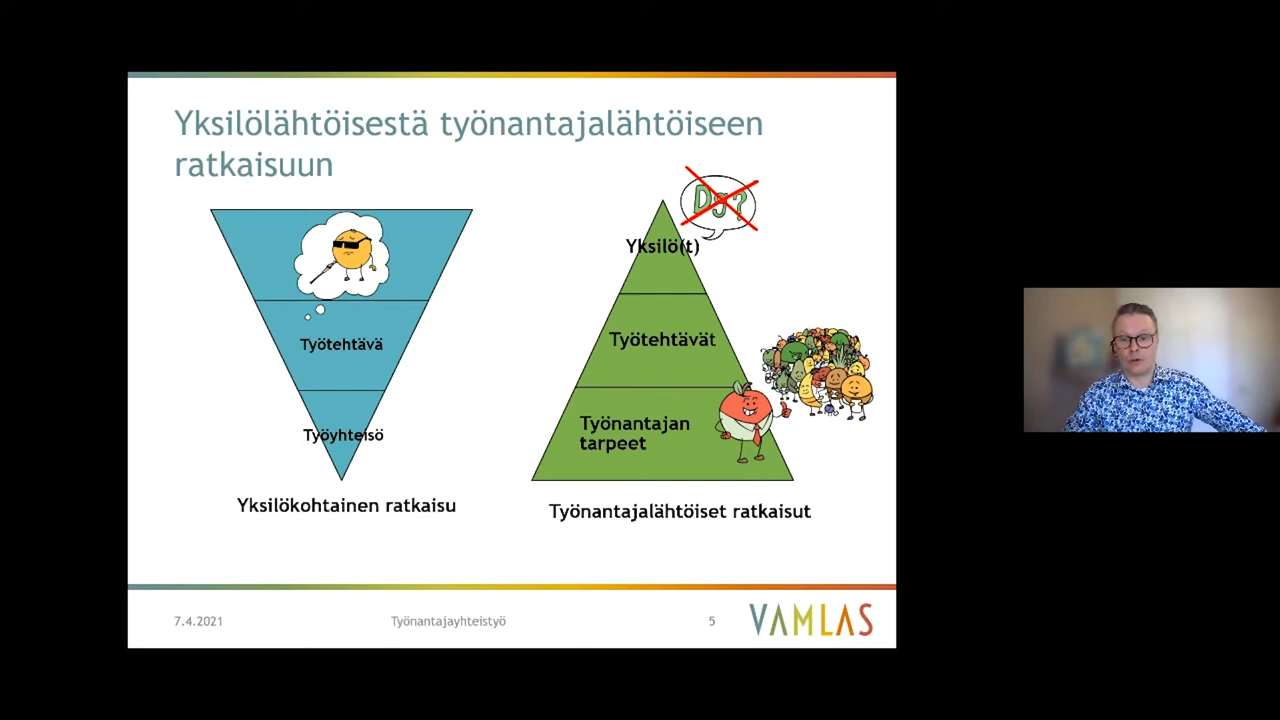 Yksilölähtöisestä työnantajalähtöiseen
ratkaisuun
Työtehtävä
Työyhteisö
Yksilökohtainen ratkaisu
Dg?
Yksilö(t)
Työtehtävät
Työnantajan
tarpeet
Työnantajalähtöiset ratkaisut
7.4.2021
Työnantajayhteistyö
5
VAMLAS